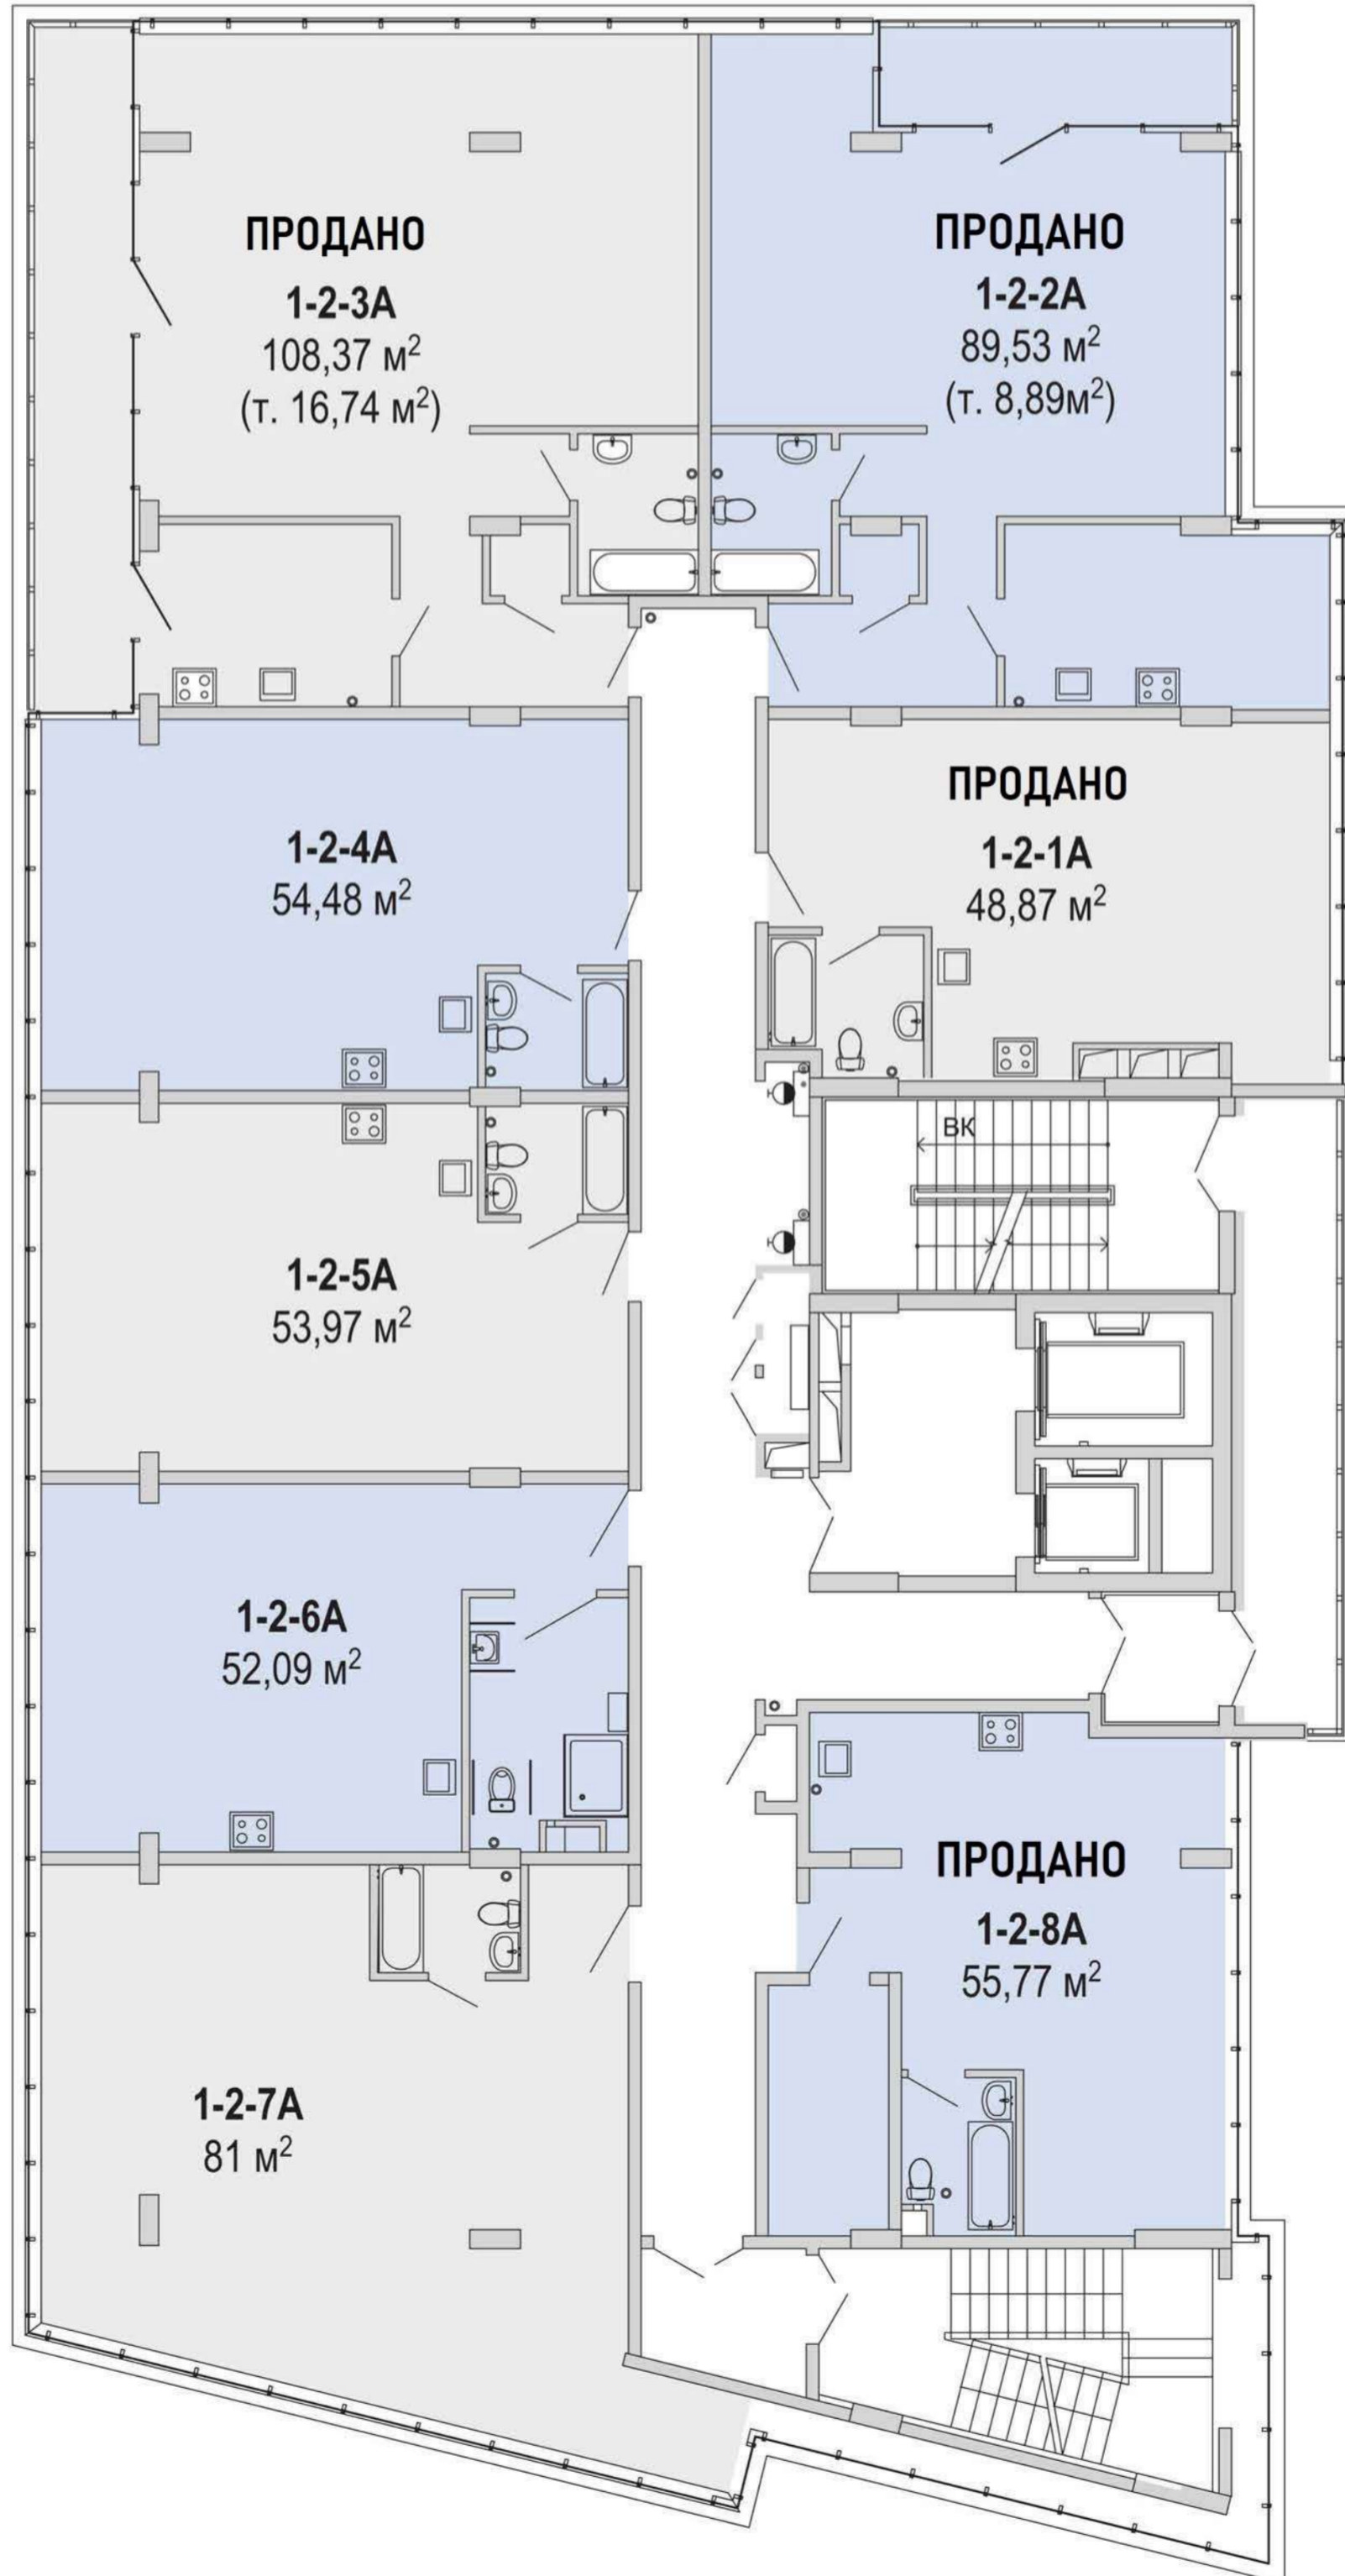 ПРОДАНО
1-2-3А
108,37 м²
(т. 16,74 м²)
ПРОДАНО
1-2-2А
89,53 м²
(т. 8,89м²)
1-2-4А
54,48 м²
ПРОДАНО
1-2-1А
48,87 м²
ВК
1-2-5А
53,97 м²
1-2-6А
52,09 м²
ПРОДАНО
1-2-8А
55,77 м²
1-2-7А
81 м²